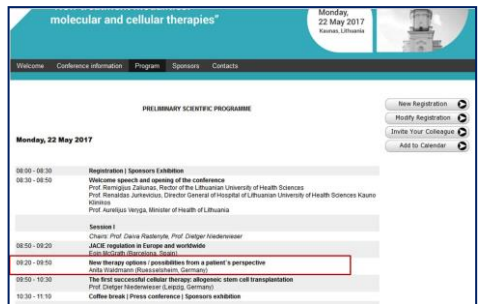 molecular and cellular therapies"
Monday,
22 May 2017
Kaunas, Lithuania
Welcome Conference information Program Sponsors Contacts
PRELIMINARY SCIENTIFIC PROGRAMME
New Registration
Modify Registration
Invite Your Colleague
Add to Calendar
Monday, 22 May 2017
08:00 - 08:30 Registration | Sponsors Exhibition
08:30 - 08:50 Welcome speech and opening of the conference
Prof. Remigijus Zaliunas, Rector of the Lithuanian University of Health Sciences
Prof. Renaldas Jurkevicius, Director General of Hospital of Lithuanian University of Health Sciences Kauno
Klinikos
Prof. Aurelijus Veryga, Minister of Health of Lithuania
Session I
Chairs: Prof. Daiva Radzenyte, Prof. Dietger Niederwieser
08:50 - 09:20 JACIE regulation in Europe and worldwide
Eoin McGrath (Barcelona, Spain)
09:20 - 09:50 New therapy options / possibilities from a patient's perspective
Anita Waldmann (Ruesselsheim, Germany)
09:50 - 10:30 The first successful cellular therapy: allogeneic stem cell transplantation
Prof. Dietger Niederwieser (Leipzig, Germany)
10:30 - 11:10 Coffee break | Press conference | Sponsors exhibition